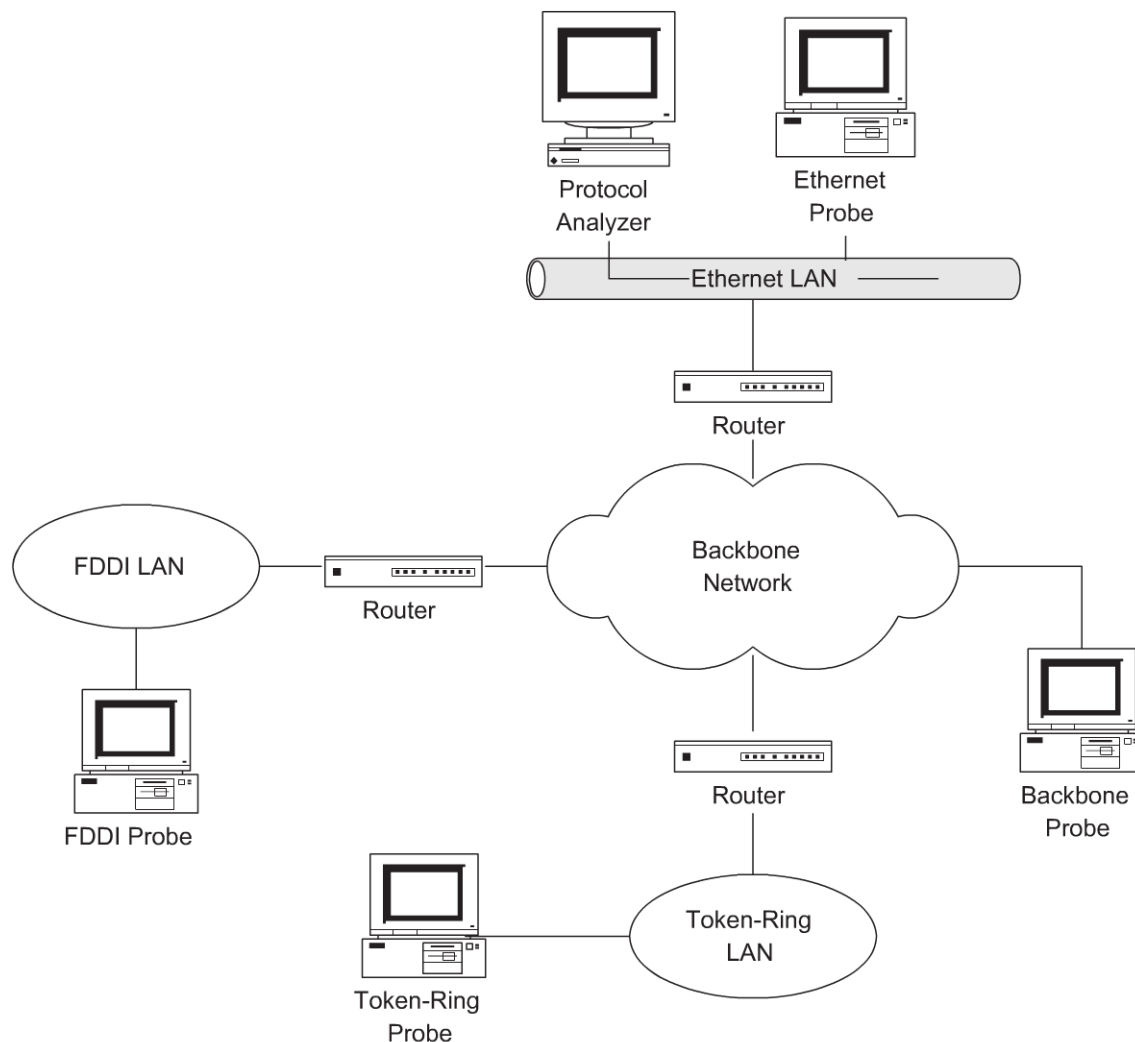 Protocol
Analyzer
Ethernet
Probe
Ethernet LAN
Router
FDDI LAN
Router
Backbone
Network
FDDI Probe
Router
Backbone
Probe
Token-Ring
LAN
Token-Ring
Probe